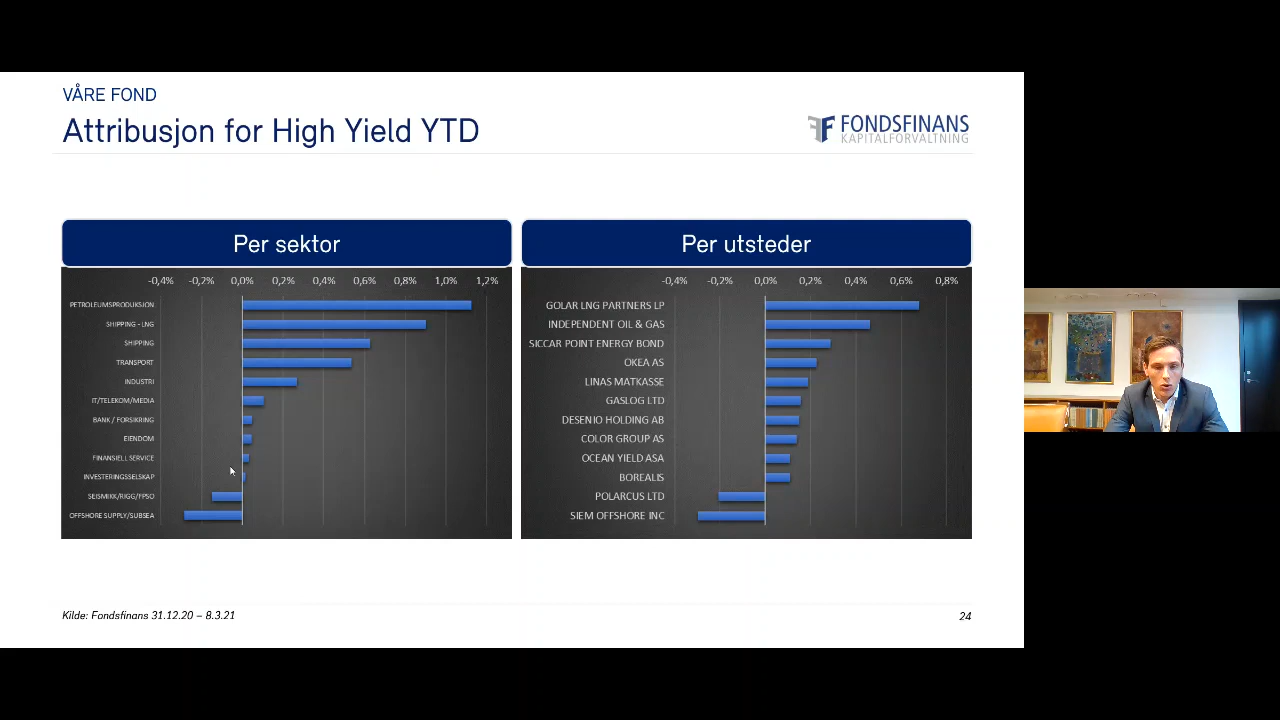 VÅRE FOND
Attribusjon for High Yield YTD
FONDSFINANS
KAPITALFORVALTNING
Per sektor
-0,4% -0,2% 0,0% 0,2% 0,4% 0,6% 0,8% 1,0% 1,2%
PETROLEUMSPRODUKSJON
SHIPPING - LNG
SHIPPING
TRANSPORT
INDUSTRI
IT/TELEKOM/MEDIA
BANK / FORSIKRING
EIENDOM
FINANSIELL SERVICE
INVESTERINGSSELSKAP
SEISMIKK/RIGG/FPSO
OFFSHORE SUPPLY/SUBSEA
Per utsteder
-0,4% -0,2% 0,0% 0,2% 0,4% 0,6% 0,8%
GOLAR LNG PARTNERS LP
INDEPENDENT OIL & GAS
SICCAR POINT ENERGY BOND
OKEA AS
LINAS MATKASSE
GASLOG LTD
DESENIO HOLDING AB
COLOR GROUP AS
OCEAN YIELD ASA
BOREALIS
POLARCUS LTD
SIEM OFFSHORE INC
Kilde: Fondsfinans 31.12.20 – 8.3.21
24